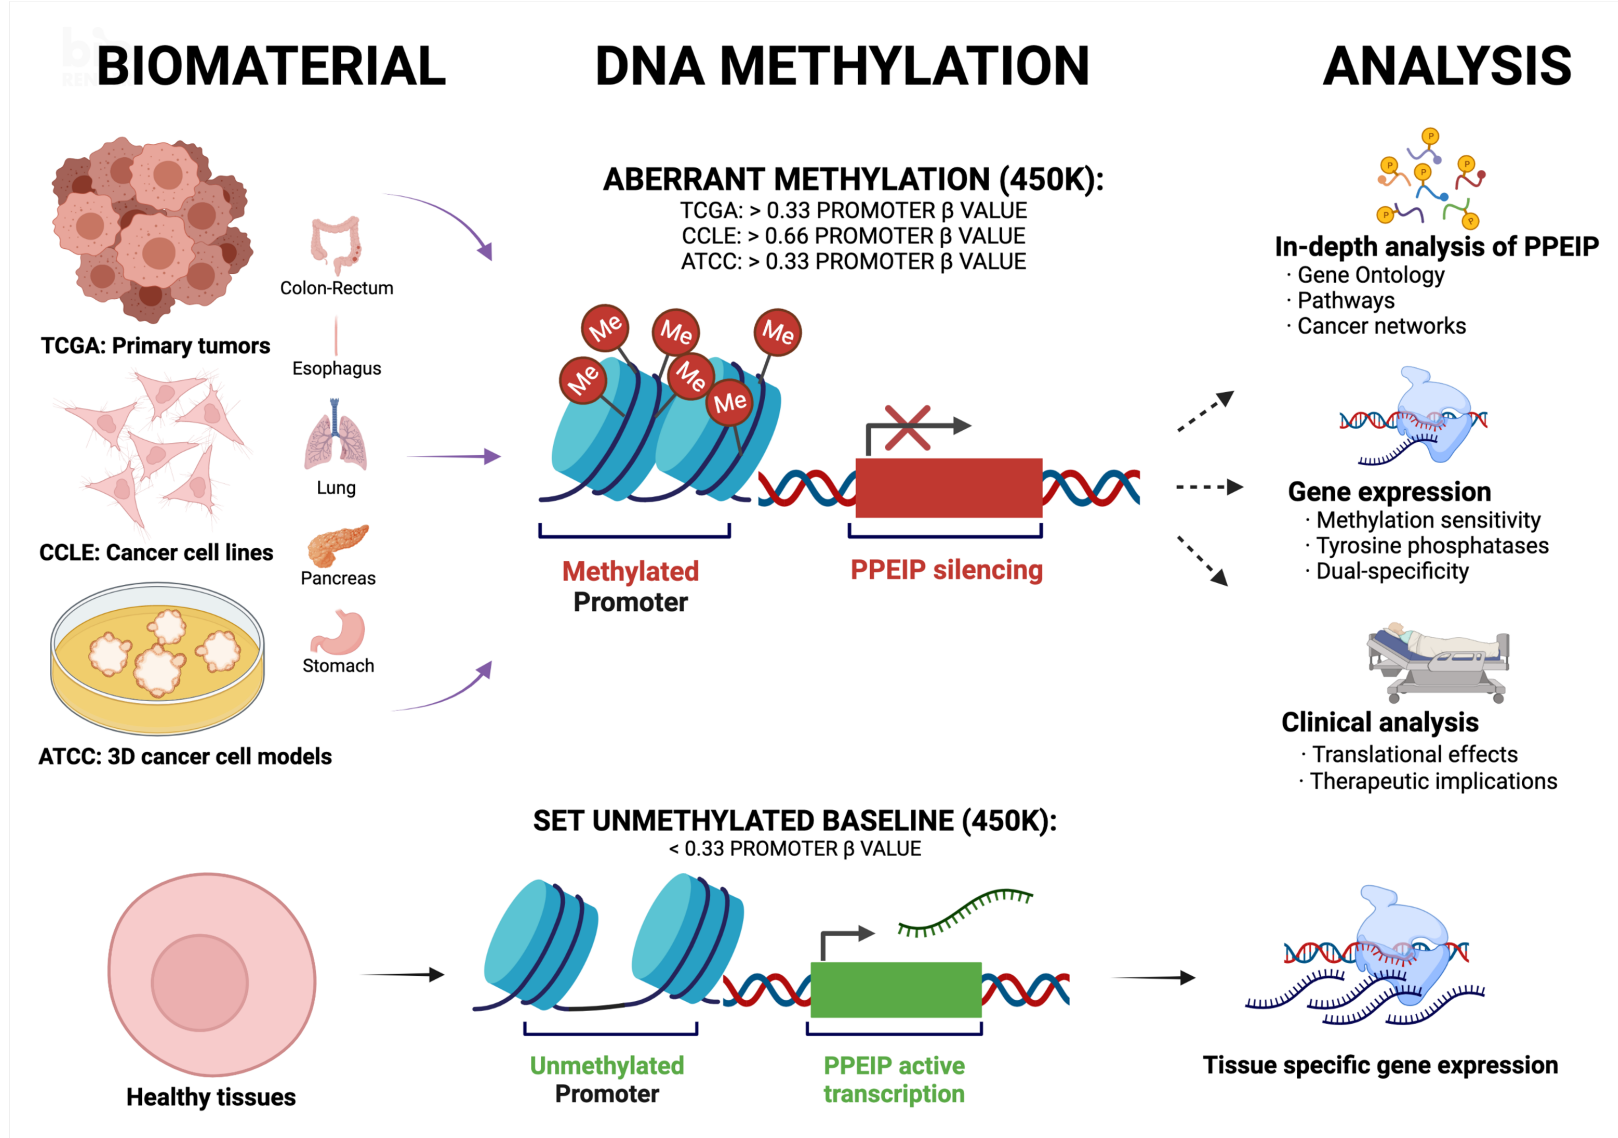 BIOMATERIAL
DNA METHYLATION
ANALYSIS
TCGA: Primary tumors
CCLE: Cancer cell lines
ATCC: 3D cancer cell models
Colon-Rectum
Esophagus
Lung
Pancreas
Stomach
ABERRANT METHYLATION (450K):
TCGA: > 0.33 PROMOTER β VALUE
CCLE: > 0.66 PROMOTER β VALUE
ATCC: > 0.33 PROMOTER β VALUE
Me
Me
Me
Me
Me
Me
Methylated
Promoter
PPEIP silencing
P
P
P
P
P
P
In-depth analysis of PPEIP
· Gene Ontology
· Pathways
· Cancer networks
Gene expression
· Methylation sensitivity
· Tyrosine phosphatases
· Dual-specificity
Clinical analysis
· Translational effects
· Therapeutic implications
Healthy tissues
SET UNMETHYLATED BASELINE (450K):
< 0.33 PROMOTER β VALUE
Unmethylated
Promoter
PPEIP active
transcription
Tissue specific gene expression